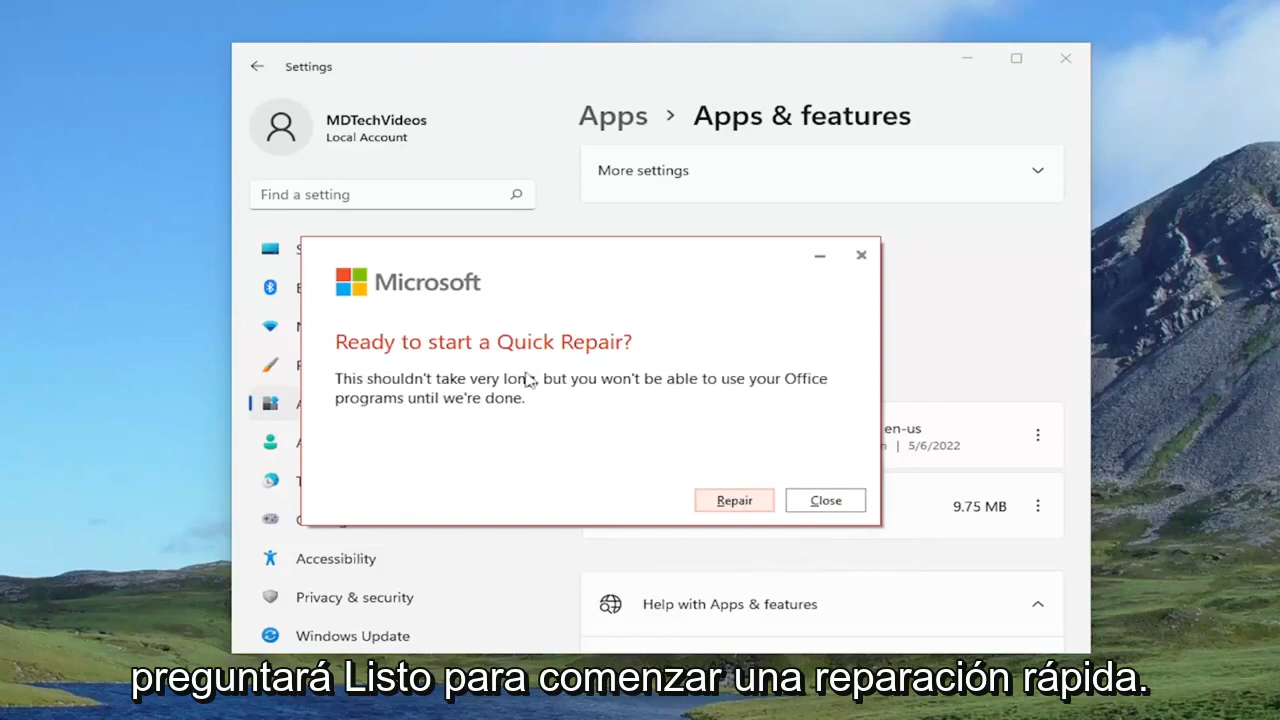 Settings
MDTechVideos
Local Account
Find a setting
Apps > Apps & features
More settings
Microsoft
Ready to start a Quick Repair?
This shouldn't take very long, but you won't be able to use your Office
programs until we're done.
Repair
Close
en-us
| 5/6/2022
9.75 MB
Accessibility
Privacy & security
Windows Update
Help with Apps & features
preguntará Listo para comenzar una reparación rápida.